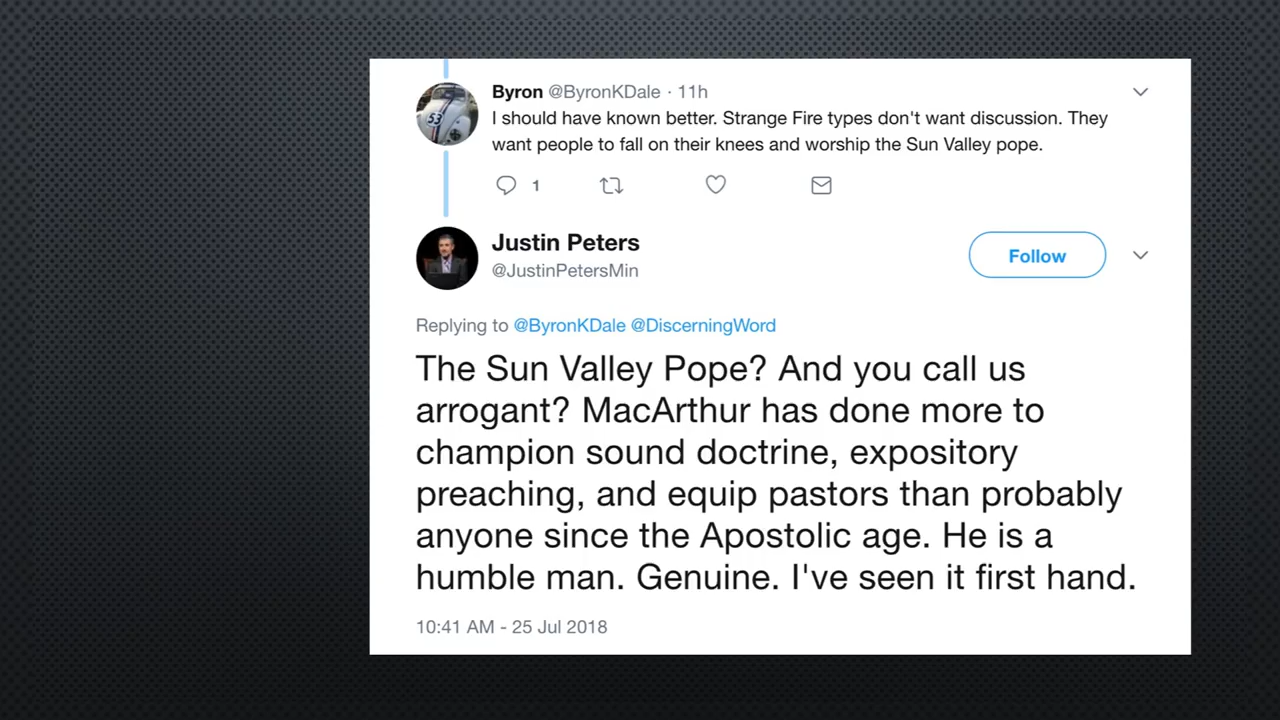 Byron @ByronKDale · 11h
I should have known better. Strange Fire types don't want discussion. They
want people to fall on their knees and worship the Sun Valley pope.
1
Justin Peters
@JustinPetersMin
Follow
Replying to @ByronKDale @DiscerningWord
The Sun Valley Pope? And you call us
arrogant? MacArthur has done more to
champion sound doctrine, expository
preaching, and equip pastors than probably
anyone since the Apostolic age. He is a
humble man. Genuine. I've seen it first hand.
10:41 AM - 25 Jul 2018
53